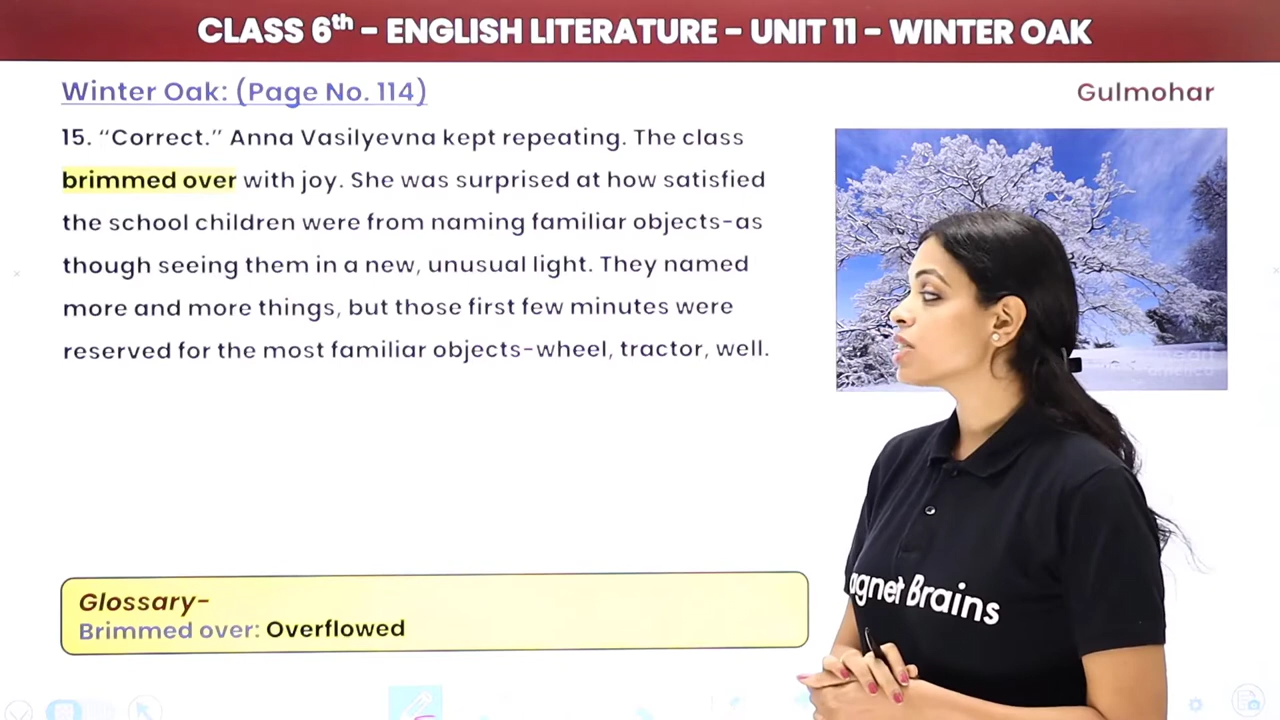 CLASS 6th - ENGLISH LITERATURE - UNIT 11 - WINTER OAK
Winter Oak: (Page No. 114)
Gulmohar
15. “Correct.” Anna Vasilyevna kept repeating. The class
brimmed over with joy. She was surprised at how satisfied
the school children were from naming familiar objects-as
though seeing them in a new, unusual light. They named
more and more things, but those first few minutes were
reserved for the most familiar objects-wheel, tractor, well.
agnet Brains
Glossary-
Brimmed over: Overflowed